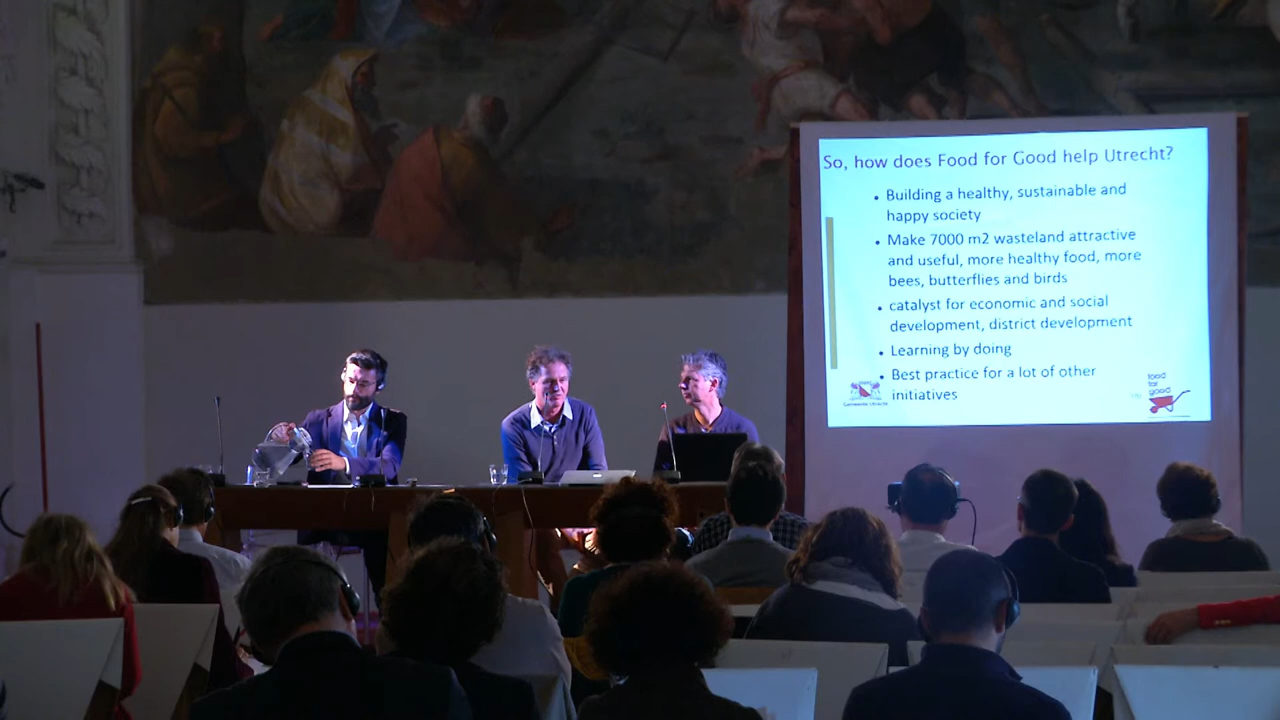 So, how does Food for Good help Utrecht?
• Building a healthy, sustainable and
happy society
• Make 7000 m2 wasteland attractive
and useful, more healthy food, more
bees, butterflies and birds
• catalyst for economic and social
development, district development
• Learning by doing
• Best practice for a lot of other
initiatives
Gemeente Utrecht
food
for
good